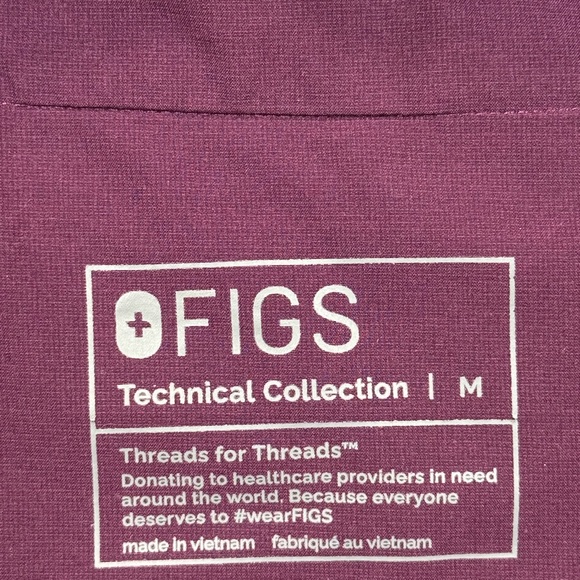 FIGS
Technical Collection | M
Threads for Threads™
Donating to healthcare providers in need
around the world. Because everyone
deserves to #wearFIGS
made in vietnam fabriqué au vietnam